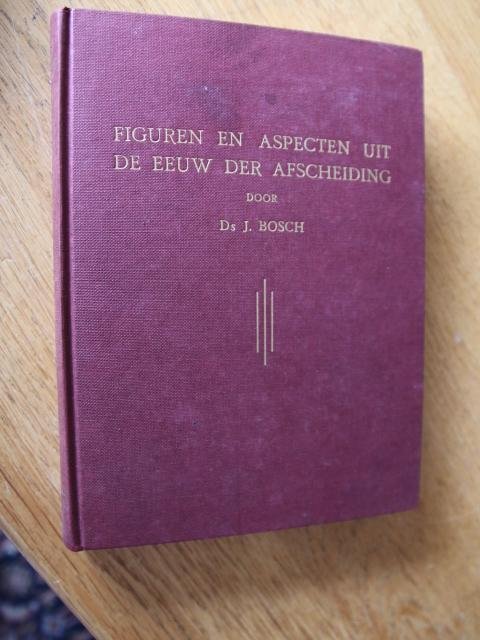 FIGUREN EN ASPECTEN UIT
DE EEUW DER AFSCHEIDING
DOOR
Ds J. BOSCH